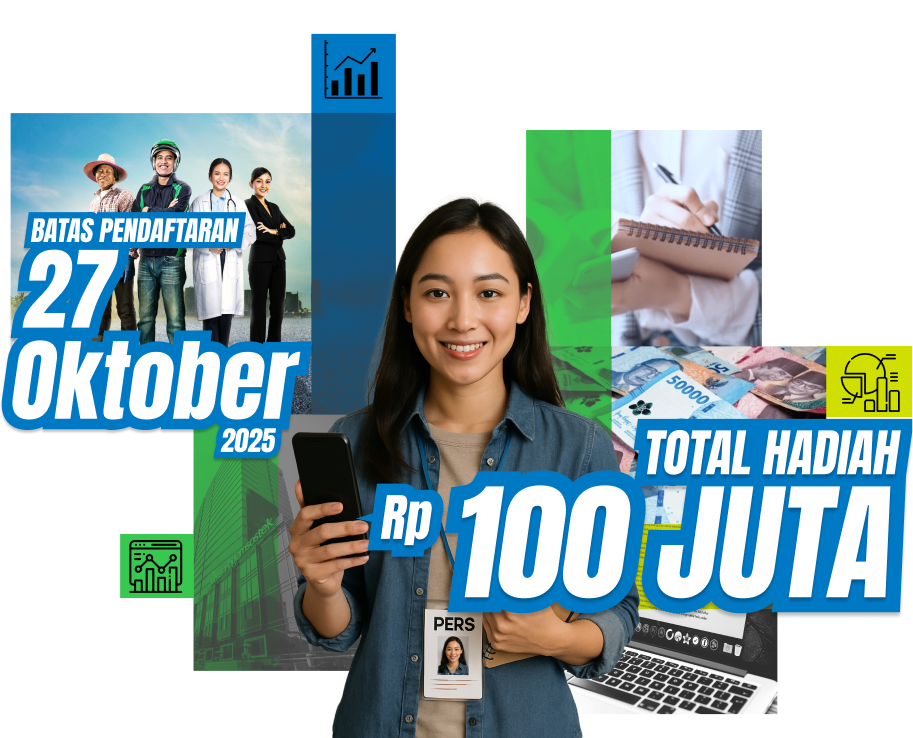 BATAS PENDAFTARAN
27
Oktober
2025
50000
TOTAL HADIAH
Rp 100 JUTA
PERS